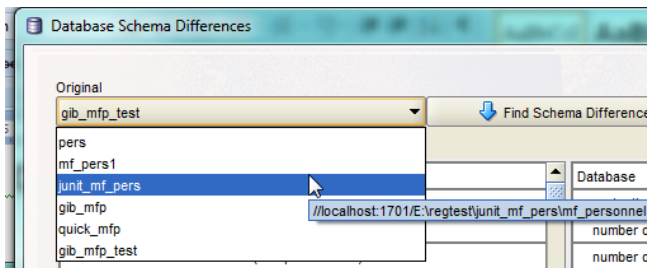 Database Schema Differences
Original
gib_mfp_test
Find Schema Difference
pers
mf_pers1
junit_mf_pers
gib_mfp
quick_mfp
gib_mfp_test
Database
//localhost:1701/E:\regtest\junit_mf_pers\mf_personnel
number
number